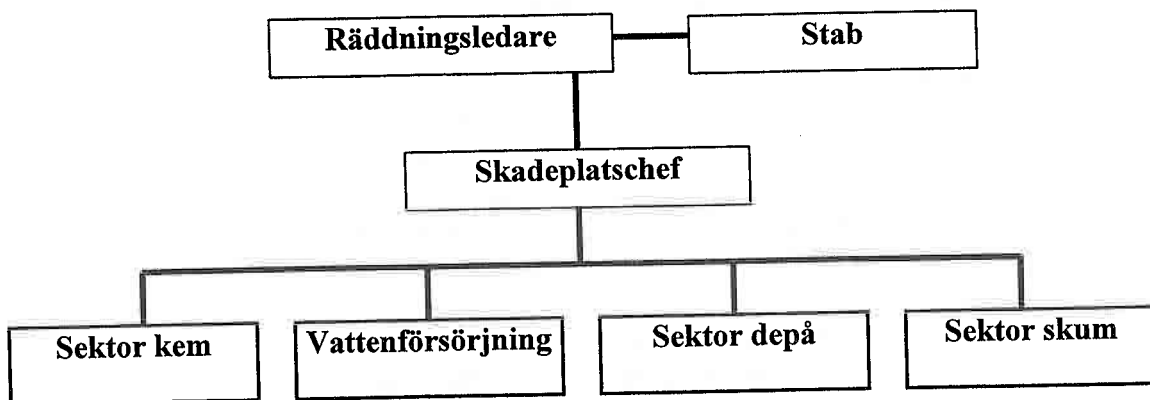 Räddningsledare
Stab
Skadeplatschef
Sektor kem
Vattenförsörjning
Sektor depå
Sektor skum